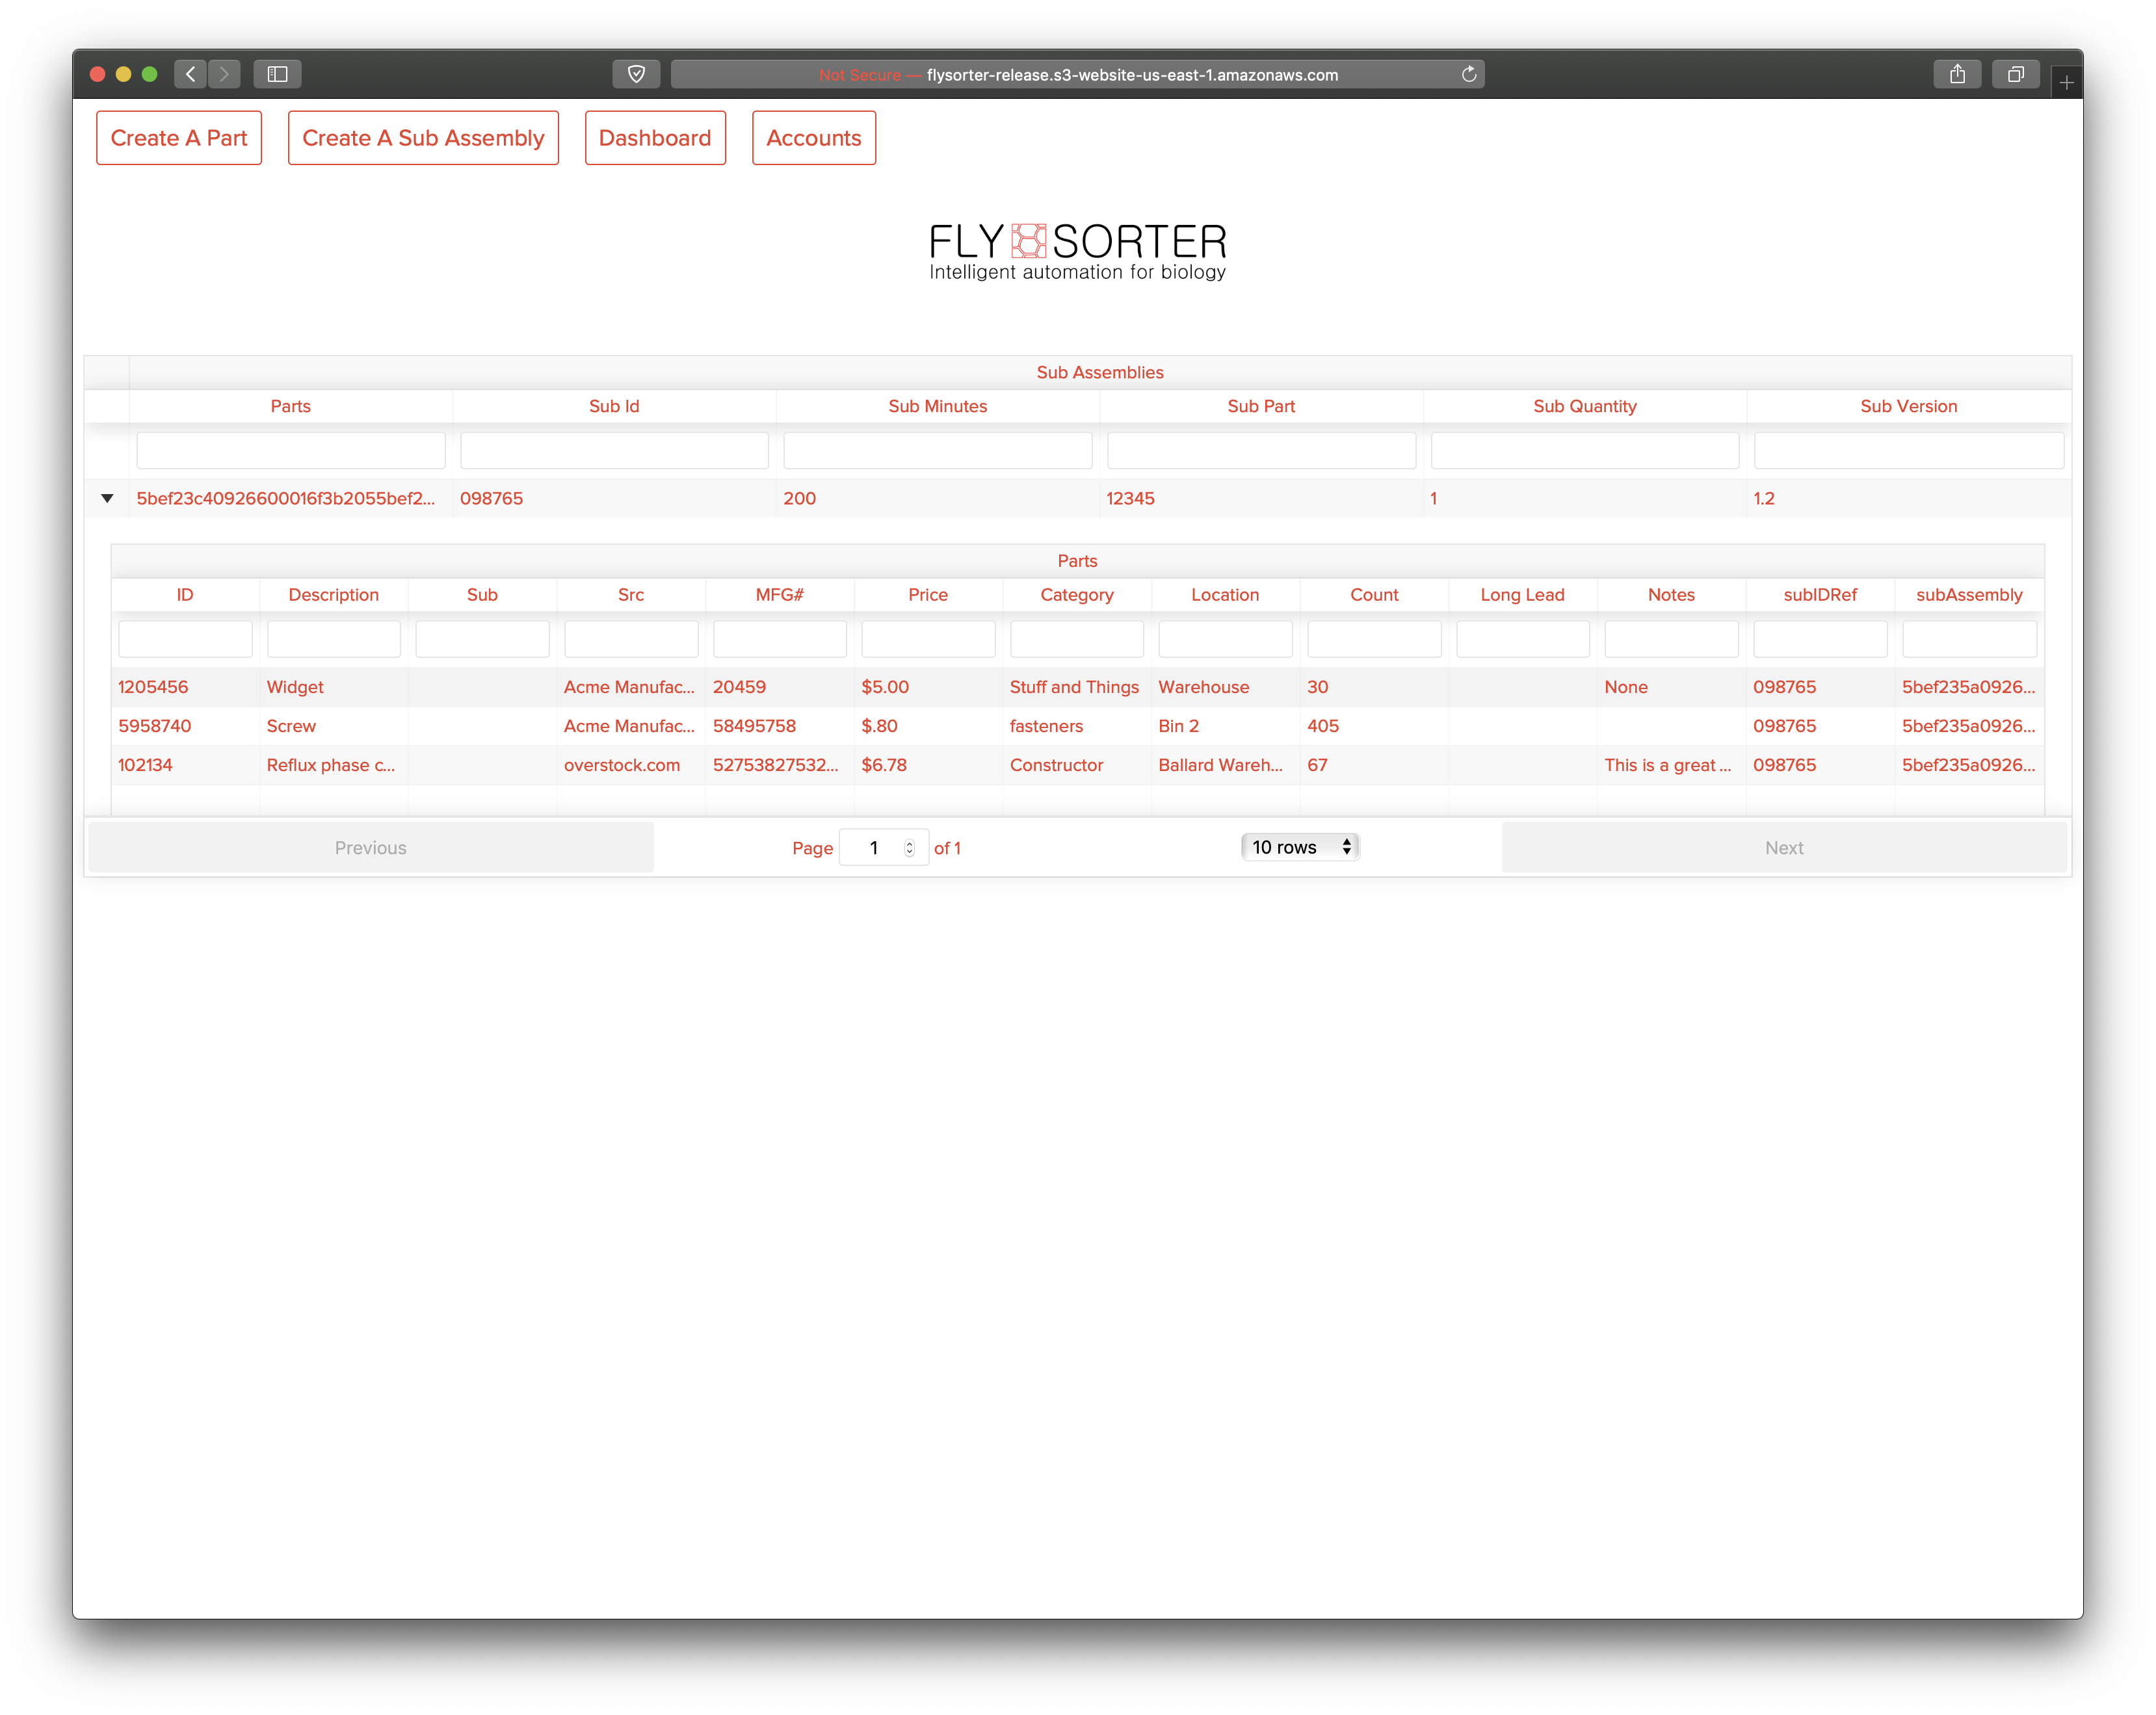 Not Secure — flysorter-release.s3-website-us-east-1.amazonaws.com
Create A Part Create A Sub Assembly Dashboard Accounts
FLY SORTER
Intelligent automation for biology
Sub Assemblies
Parts Sub Id Sub Minutes Sub Part Sub Quantity Sub Version
5bef23c40926600016f3b2055bef2... 098765 200 12345 1 1.2
Parts
ID Description Sub Src MFG# Price Category Location Count Long Lead Notes subIDRef subAssembly
1205456 Widget Acme Manufac... 20459 $5.00 Stuff and Things Warehouse 30 None 098765 5bef235a0926...
5958740 Screw Acme Manufac... 58495758 $.80 fasteners Bin 2 405 098765 5bef235a0926...
102134 Reflux phase c... overstock.com 52753827532... $6.78 Constructor Ballard Wareh... 67 This is a great ... 098765 5bef235a0926...
Previous Page 1 of 1 10 rows Next